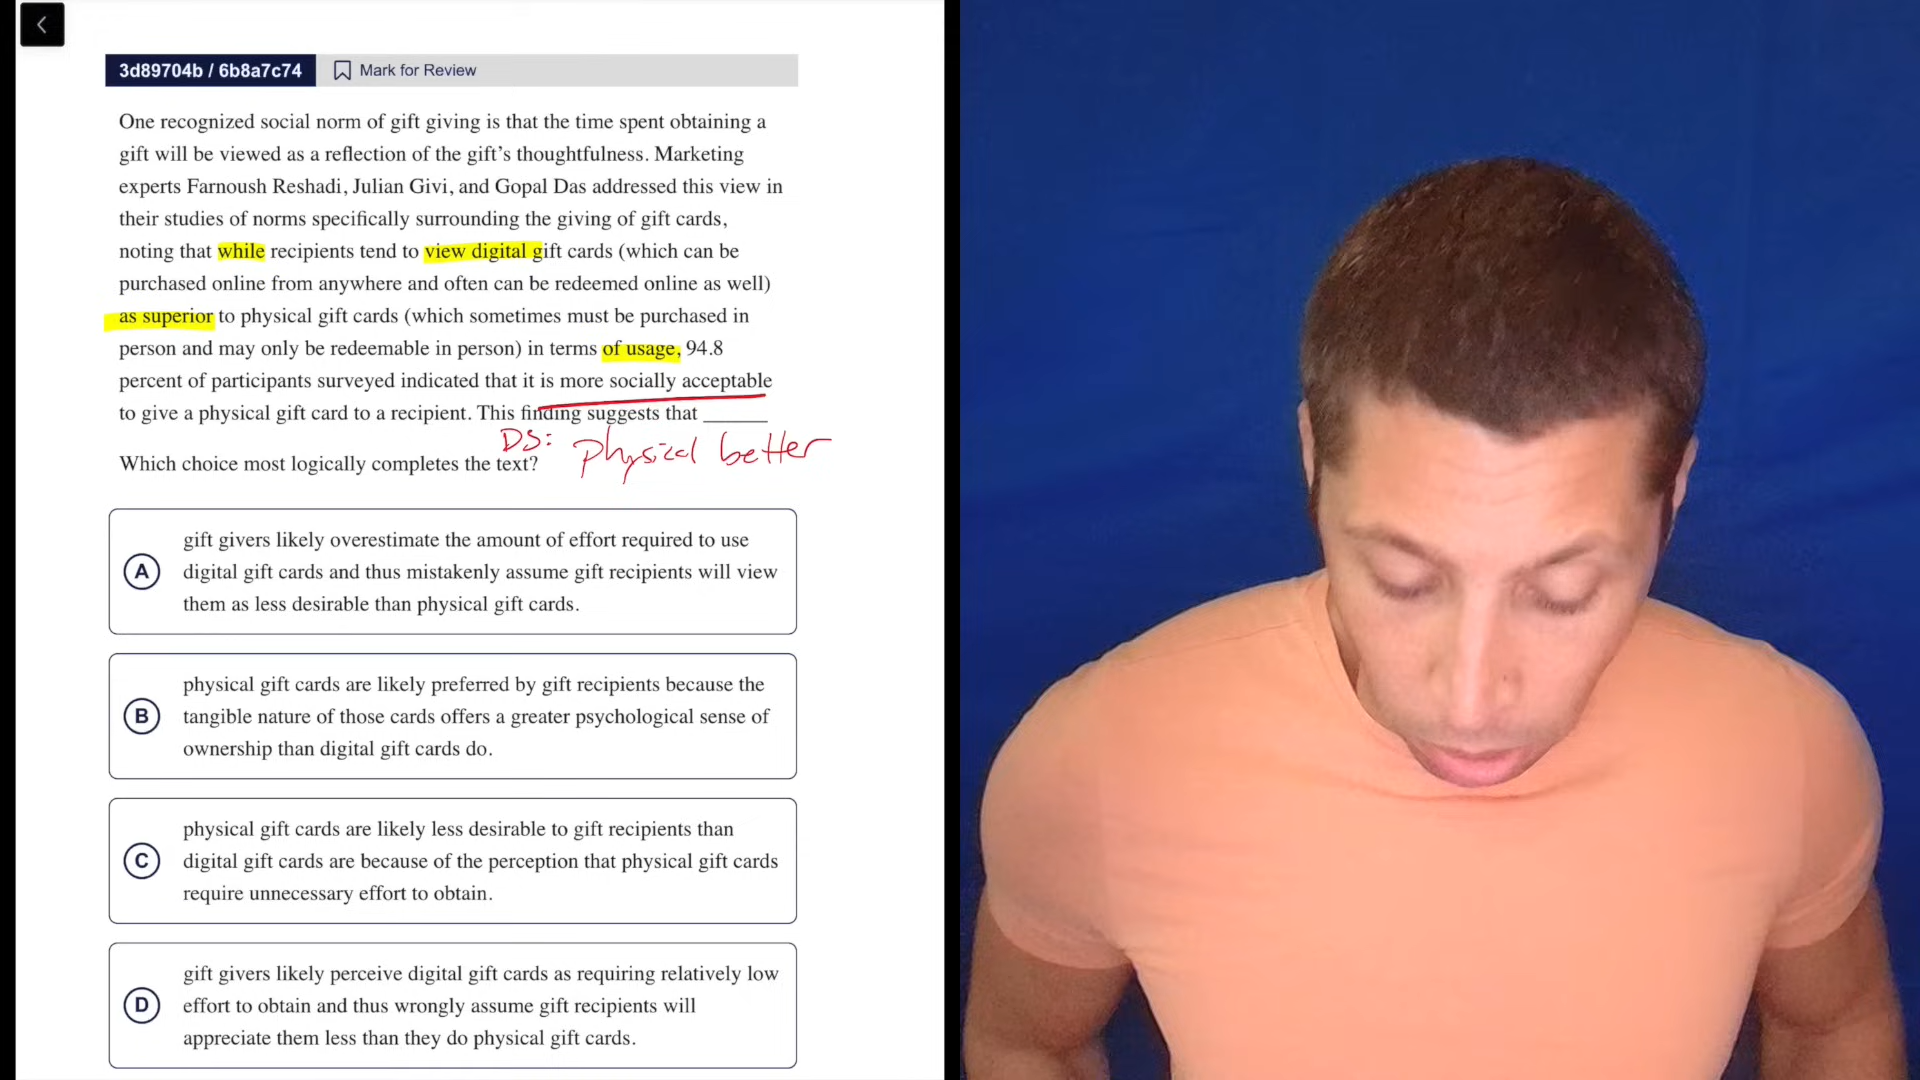 3d89704b / 6b8a7c74 Mark for Review
One recognized social norm of gift giving is that the time spent obtaining a
gift will be viewed as a reflection of the gift's thoughtfulness. Marketing
experts Farnoush Reshadi, Julian Givi, and Gopal Das addressed this view in
their studies of norms specifically surrounding the giving of gift cards,
noting that while recipients tend to view digital gift cards (which can be
purchased online from anywhere and often can be redeemed online as well)
as superior to physical gift cards (which sometimes must be purchased in
person and may only be redeemable in person) in terms of usage, 94.8
percent of participants surveyed indicated that it is more socially acceptable
to give a physical gift card to a recipient. This finding suggests that ______
DS: physical better
Which choice most logically completes the text?
A gift givers likely overestimate the amount of effort required to use
digital gift cards and thus mistakenly assume gift recipients will view
them as less desirable than physical gift cards.
B physical gift cards are likely preferred by gift recipients because the
tangible nature of those cards offers a greater psychological sense of
ownership than digital gift cards do.
C physical gift cards are likely less desirable to gift recipients than
digital gift cards are because of the perception that physical gift cards
require unnecessary effort to obtain.
D gift givers likely perceive digital gift cards as requiring relatively low
effort to obtain and thus wrongly assume gift recipients will
appreciate them less than they do physical gift cards.